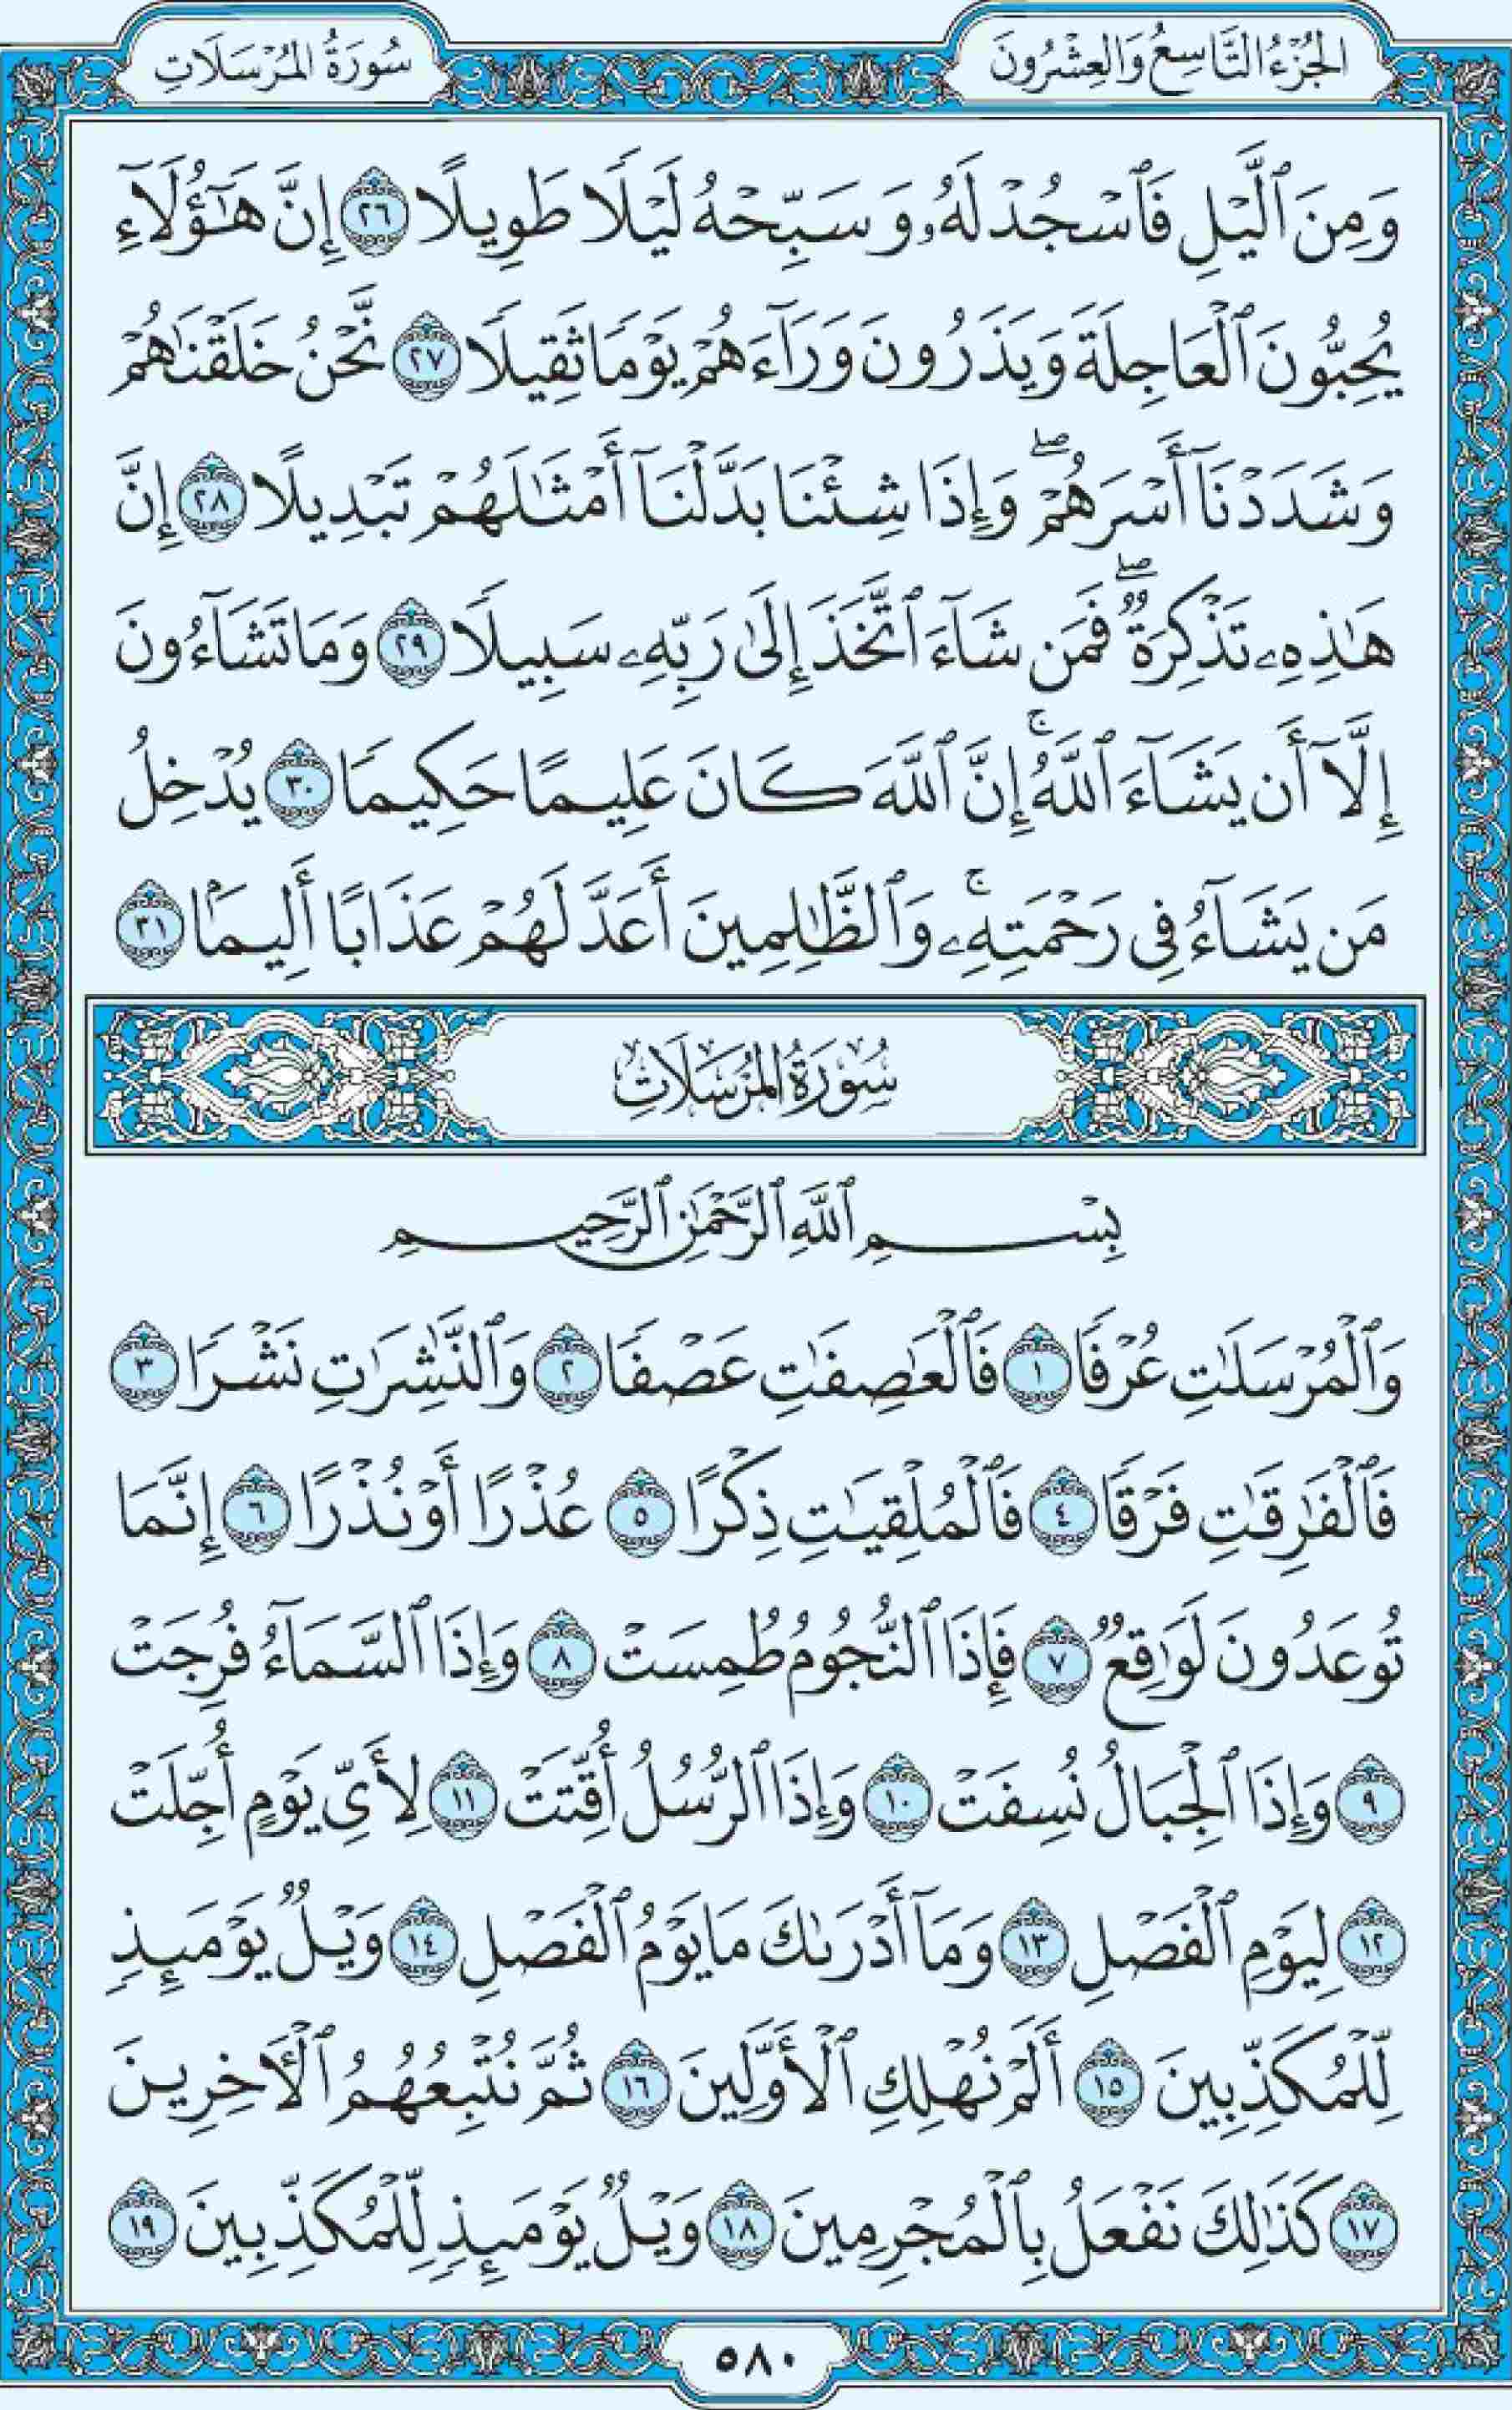 الجُزْءُ التَّاسِعُ وَالعِشْرُونَ
سُورَةُ المُرْسَلَاتِ
وَمِنَ ٱلَّيْلِ فَٱسْجُدْ لَهُۥ وَسَبِّحْهُ لَيْلًا طَوِيلًا ٢٦ إِنَّ هَٰٓؤُلَآءِ
يُحِبُّونَ ٱلْعَاجِلَةَ وَيَذَرُونَ وَرَآءَهُمْ يَوْمًا ثَقِيلًا ٢٧ نَّحْنُ خَلَقْنَٰهُمْ
وَشَدَدْنَآ أَسْرَهُمْ ۖ وَإِذَا شِئْنَا بَدَّلْنَآ أَمْثَٰلَهُمْ تَبْدِيلًا ٢٨ إِنَّ
هَٰذِهِۦ تَذْكِرَةٌ ۖ فَمَن شَآءَ ٱتَّخَذَ إِلَىٰ رَبِّهِۦ سَبِيلًا ٢٩ وَمَا تَشَآءُونَ
إِلَّآ أَن يَشَآءَ ٱللَّهُ ۚ إِنَّ ٱللَّهَ كَانَ عَلِيمًا حَكِيمًا ٣٠ يُدْخِلُ
مَن يَشَآءُ فِى رَحْمَتِهِۦ ۚ وَٱلظَّٰلِمِينَ أَعَدَّ لَهُمْ عَذَابًا أَلِيمًۢا ٣١
سُورَةُ المُرْسَلَاتِ
بِسْمِ ٱللَّهِ ٱلرَّحْمَٰنِ ٱلرَّحِيمِ
وَٱلْمُرْسَلَٰتِ عُرْفًا ١ فَٱلْعَٰصِفَٰتِ عَصْفًا ٢ وَٱلنَّٰشِرَٰتِ نَشْرًا ٣
فَٱلْفَٰرِقَٰتِ فَرْقًا ٤ فَٱلْمُلْقِيَٰتِ ذِكْرًا ٥ عُذْرًا أَوْ نُذْرًا ٦ إِنَّمَا
تُوعَدُونَ لَوَٰقِعٌ ٧ فَإِذَا ٱلنُّجُومُ طُمِسَتْ ٨ وَإِذَا ٱلسَّمَآءُ فُرِجَتْ
٩ وَإِذَا ٱلْجِبَالُ نُسِفَتْ ١٠ وَإِذَا ٱلرُّسُلُ أُقِّتَتْ ١١ لِأَىِّ يَوْمٍ أُجِّلَتْ
١٢ لِيَوْمِ ٱلْفَصْلِ ١٣ وَمَآ أَدْرَىٰكَ مَا يَوْمُ ٱلْفَصْلِ ١٤ وَيْلٌ يَوْمَئِذٍ
لِّلْمُكَذِّبِينَ ١٥ أَلَمْ نُهْلِكِ ٱلْأَوَّلِينَ ١٦ ثُمَّ نُتْبِعُهُمُ ٱلْءَاخِرِينَ
١٧ كَذَٰلِكَ نَفْعَلُ بِٱلْمُجْرِمِينَ ١٨ وَيْلٌ يَوْمَئِذٍ لِّلْمُكَذِّبِينَ ١٩
٥٨٠